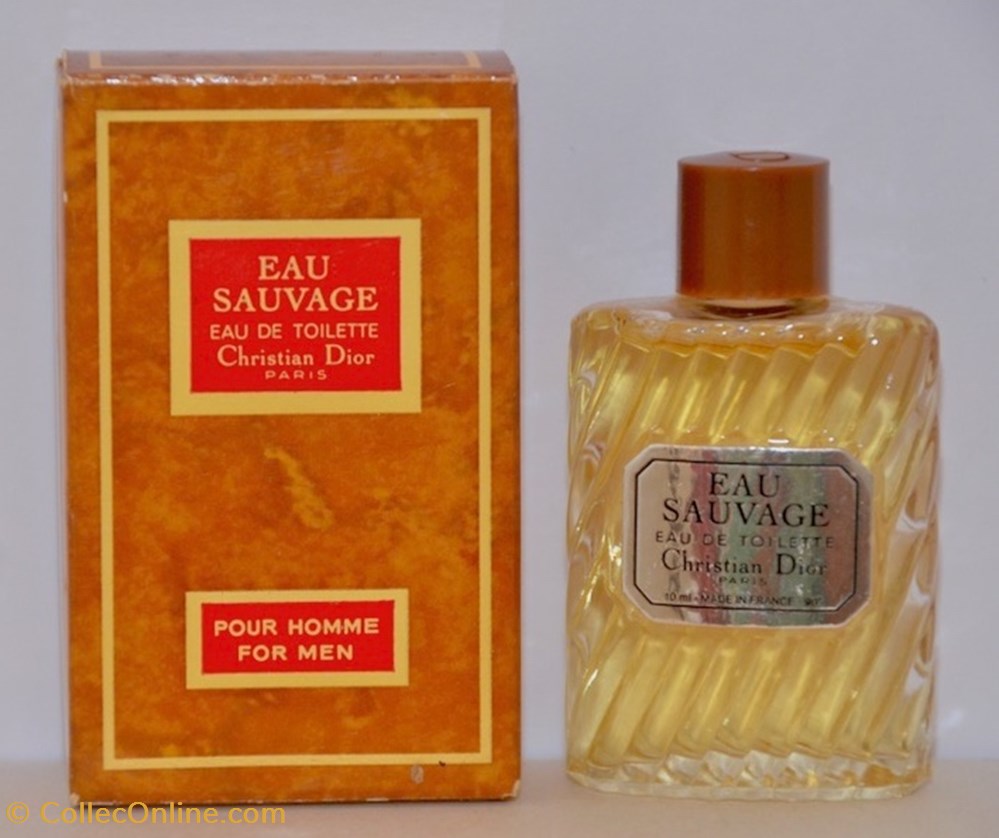 EAU
SAUVAGE
EAU DE TOILETTE
Christian Dior
PARIS
POUR HOMME
FOR MEN
EAU
SAUVAGE
EAU DE TOILETTE
Christian Dior
PARIS
10 ml - MADE IN FRANCE
© CollecOnline.com